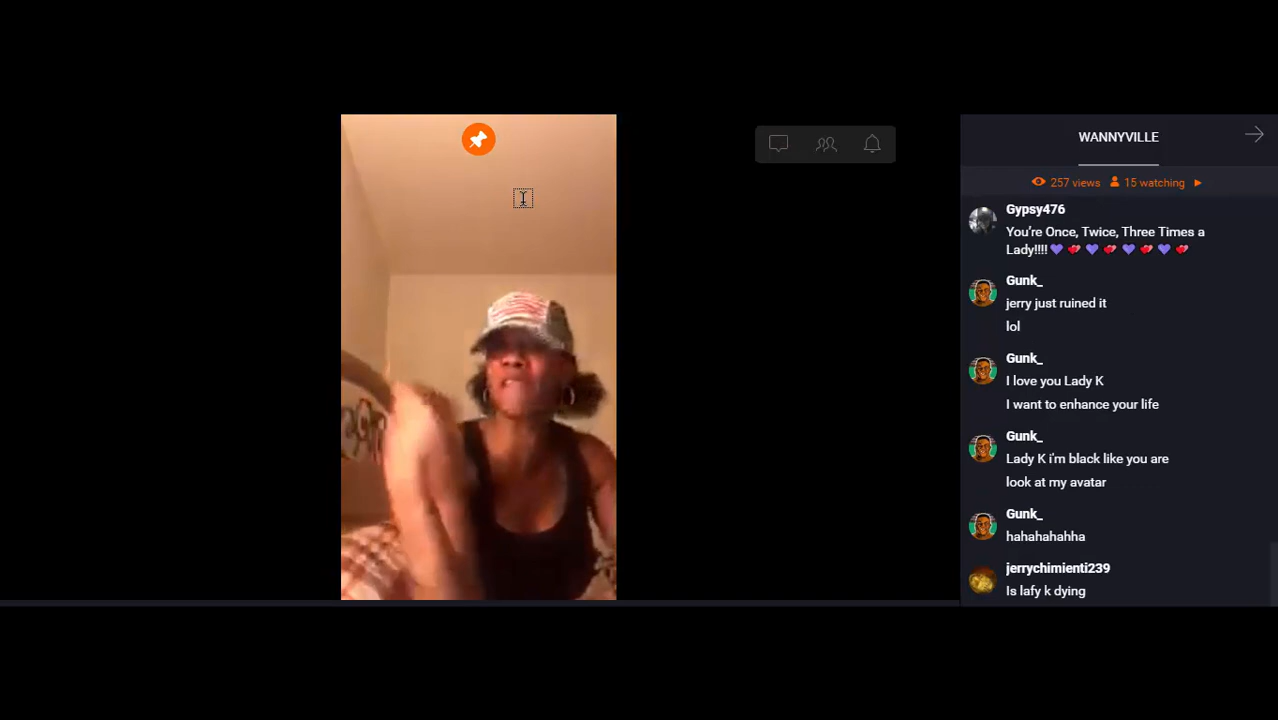 WANNYVILLE
257 views 15 watching
Gypsy476
You're Once, Twice, Three Times a
Lady!!!!💜💕💜💕💜💕💜💕
Gunk_
jerry just ruined it
lol
Gunk_
I love you Lady K
I want to enhance your life
Gunk_
Lady K i'm black like you are
look at my avatar
Gunk_
hahahahahha
jerrychimienti239
Is lafy k dying